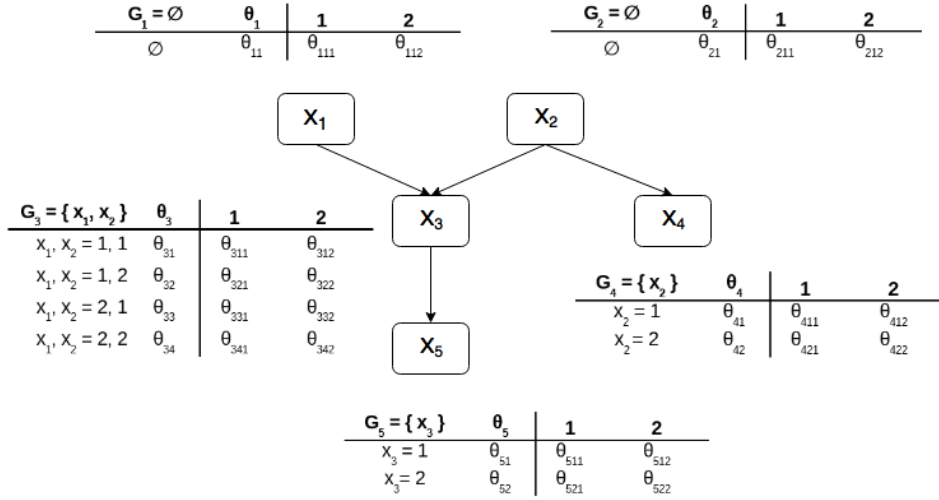 G₁ = ∅ θ₁ 1 2
∅ θ₁₁ θ₁₁₁ θ₁₁₂
G₂ = ∅ θ₂ 1 2
∅ θ₂₁ θ₂₁₁ θ₂₁₂
X₁
X₂
X₃
X₄
G₃ = { x₁, x₂ } θ₃ 1 2
x₁, x₂ = 1, 1 θ₃₁ θ₃₁₁ θ₃₁₂
x₁, x₂ = 1, 2 θ₃₂ θ₃₂₁ θ₃₂₂
x₁, x₂ = 2, 1 θ₃₃ θ₃₃₁ θ₃₃₂
x₁, x₂ = 2, 2 θ₃₄ θ₃₄₁ θ₃₄₂
G₄ = { x₂ } θ₄ 1 2
x₂ = 1 θ₄₁ θ₄₁₁ θ₄₁₂
x₂ = 2 θ₄₂ θ₄₂₁ θ₄₂₂
X₅
G₅ = { x₃ } θ₅ 1 2
x₃ = 1 θ₅₁ θ₅₁₁ θ₅₁₂
x₃ = 2 θ₅₂ θ₅₂₁ θ₅₂₂